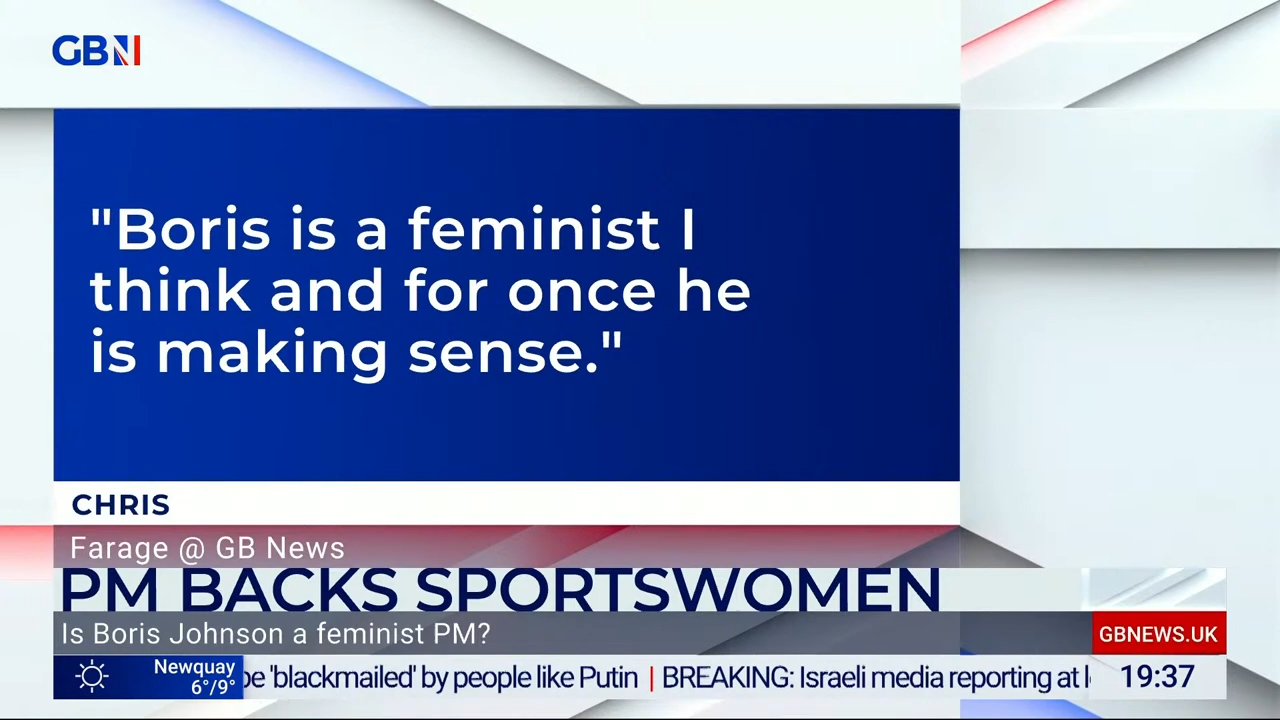 GBN
"Boris is a feminist I
think and for once he
is making sense."
CHRIS
Farage @ GB News
PM BACKS SPORTSWOMEN
Is Boris Johnson a feminist PM?
GBNEWS.UK
Newquay
6°/9°
be 'blackmailed' by people like Putin | BREAKING: Israeli media reporting at
19:37